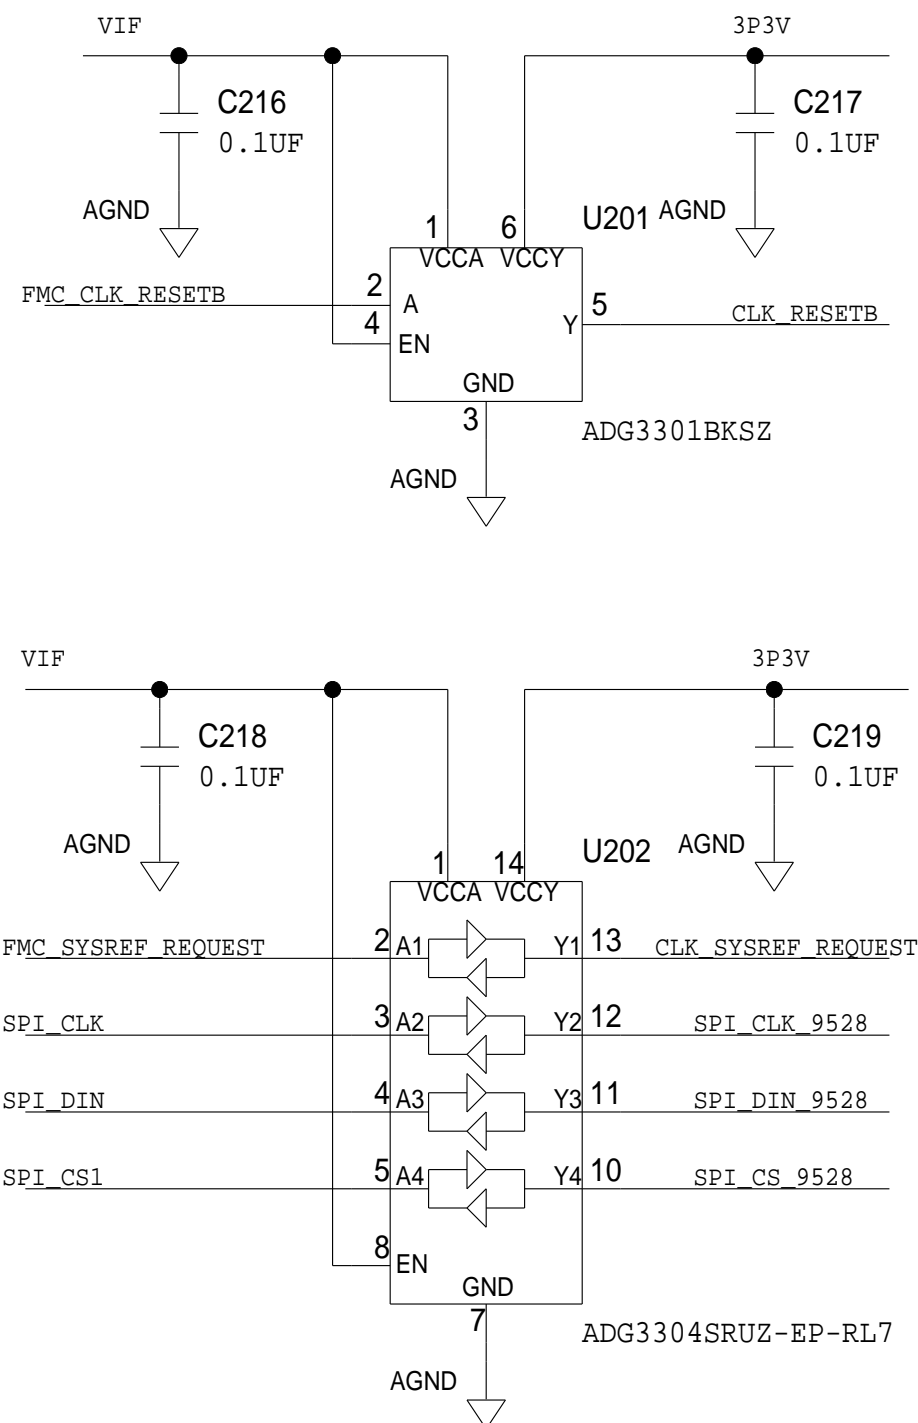 VIF
3P3V
C216
0.1UF
C217
0.1UF
AGND
U201
AGND
1
6
VCCA
VCCY
FMC_CLK_RESETB
2
A
4
EN
5
Y
CLK_RESETB
GND
3
ADG3301BKSZ
AGND
VIF
3P3V
C218
0.1UF
C219
0.1UF
AGND
U202
AGND
1
14
VCCA
VCCY
FMC_SYSREF_REQUEST
2
A1
Y1
13
CLK_SYSREF_REQUEST
SPI_CLK
3
A2
Y2
12
SPI_CLK_9528
SPI_DIN
4
A3
Y3
11
SPI_DIN_9528
SPI_CS1
5
A4
Y4
10
SPI_CS_9528
8
EN
GND
7
ADG3304SRUZ-EP-RL7
AGND